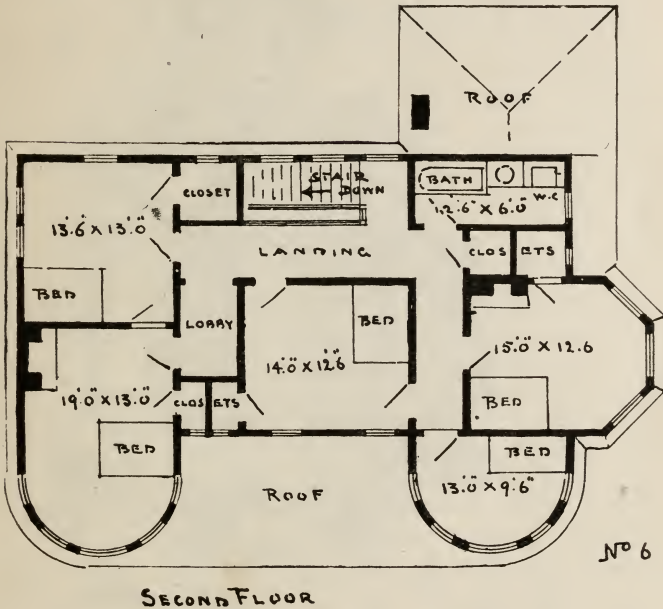 ROOF
STAIR
DOWN
CLOSET
BATH
W.C
12'6" X 6'0"
13'6" X 13'0"
LANDING
CLOS ETS
BED
LOBBY
BED
14'0" X 12'6
15'0" X 12.6
19'0" X 13'0"
CLOS ETS
BED
BED
BED
13'0" X 9'6"
ROOF
No 6
SECOND FLOOR